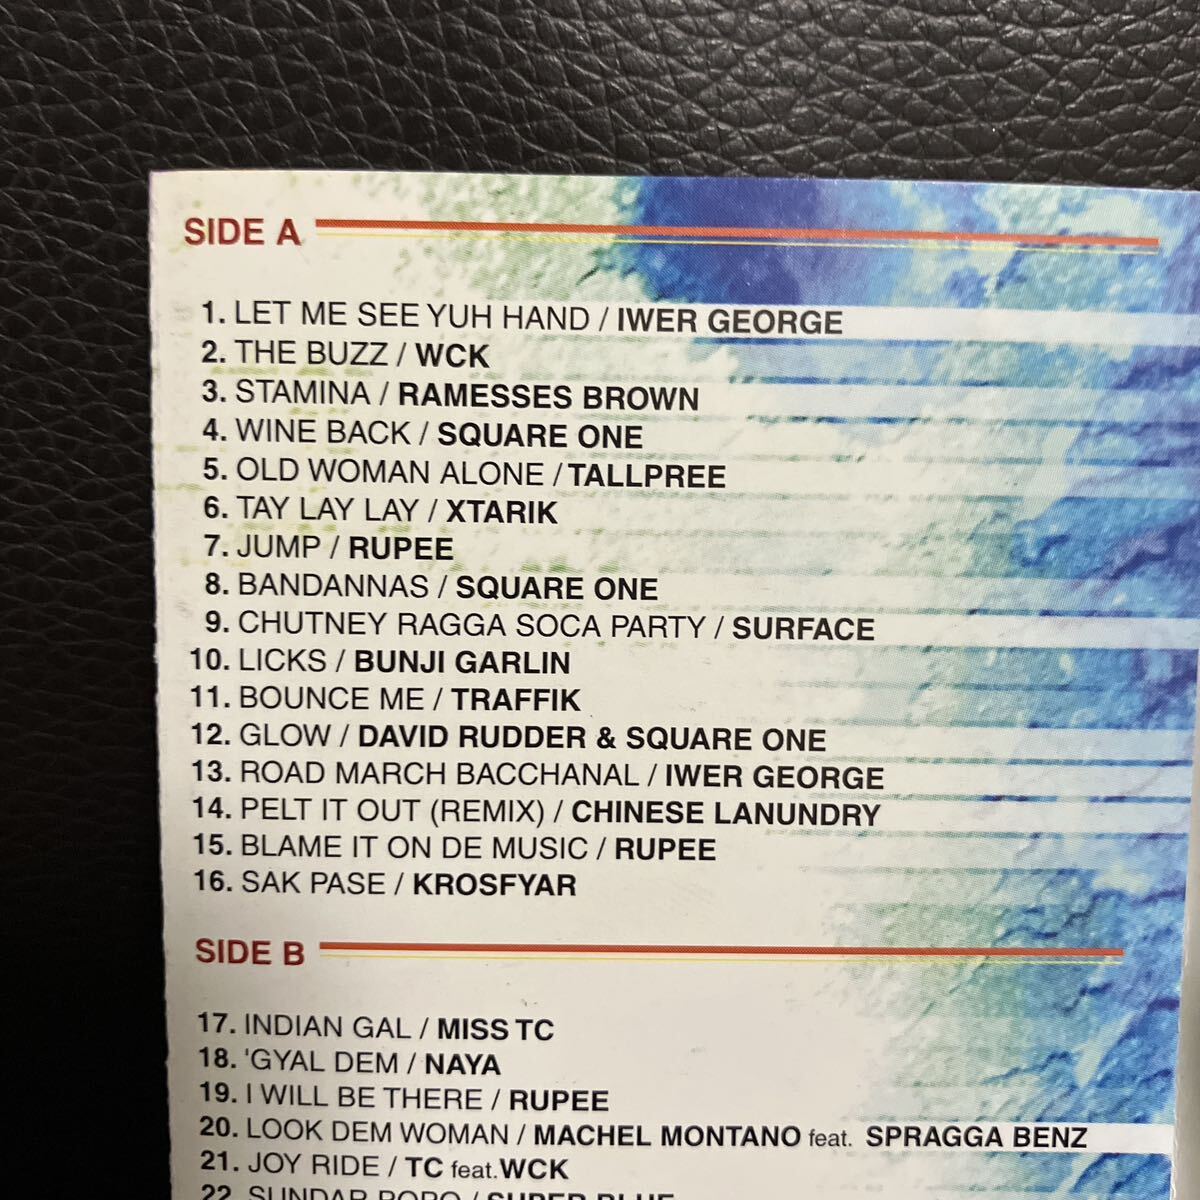 SIDE A
1. LET ME SEE YUH HAND / IWER GEORGE
2. THE BUZZ / WCK
3. STAMINA / RAMESSES BROWN
4. WINE BACK / SQUARE ONE
5. OLD WOMAN ALONE / TALLPREE
6. TAY LAY LAY / XTARIK
7. JUMP / RUPEE
8. BANDANNAS / SQUARE ONE
9. CHUTNEY RAGGA SOCA PARTY / SURFACE
10. LICKS / BUNJI GARLIN
11. BOUNCE ME / TRAFFIK
12. GLOW / DAVID RUDDER & SQUARE ONE
13. ROAD MARCH BACCHANAL / IWER GEORGE
14. PELT IT OUT (REMIX) / CHINESE LANUNDRY
15. BLAME IT ON DE MUSIC / RUPEE
16. SAK PASE / KROSFYAR
SIDE B
17. INDIAN GAL / MISS TC
18. 'GYAL DEM / NAYA
19. I WILL BE THERE / RUPEE
20. LOOK DEM WOMAN / MACHEL MONTANO feat. SPRAGGA BENZ
21. JOY RIDE / TC feat. WCK
22. SUNDAR POPO / SUPER BLUE